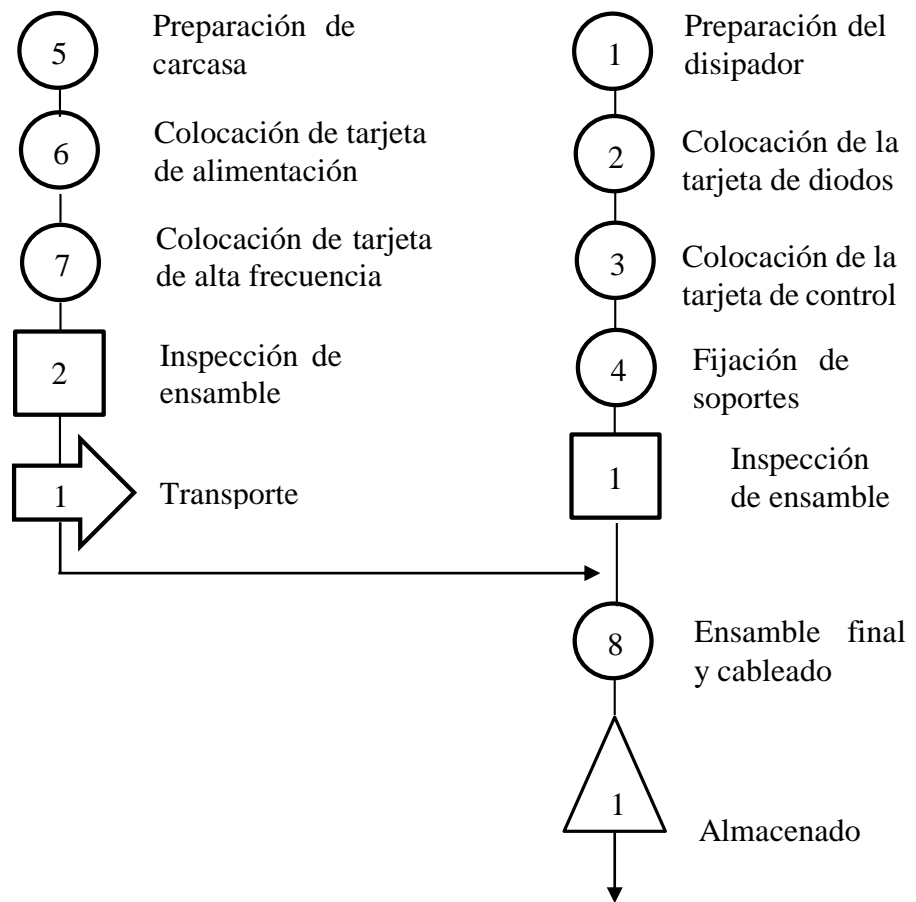 5
Preparación de
carcasa
6
Colocación de tarjeta
de alimentación
7
Colocación de tarjeta
de alta frecuencia
2
Inspección de
ensamble
1
Transporte
1
Preparación del
disipador
2
Colocación de la
tarjeta de diodos
3
Colocación de la
tarjeta de control
4
Fijación de
soportes
1
Inspección
de ensamble
8
Ensamble final
y cableado
1
Almacenado